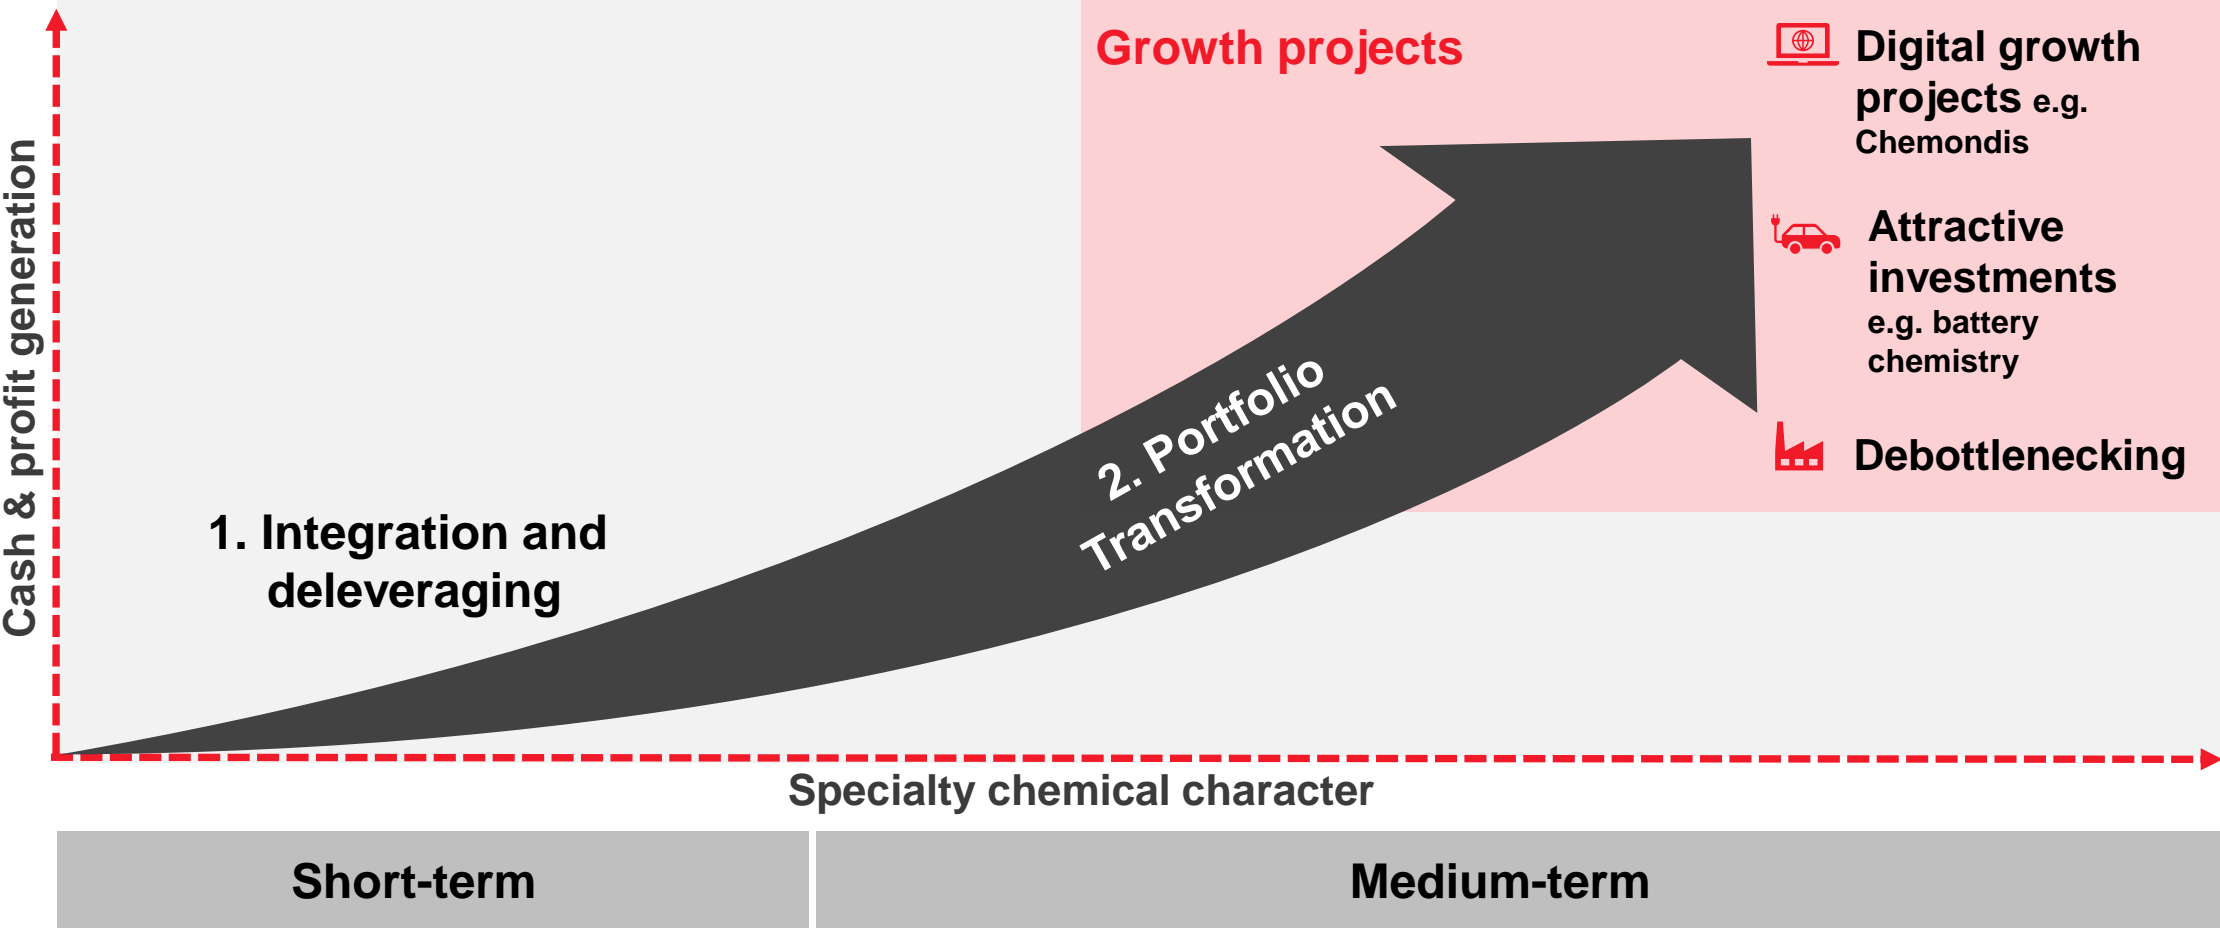 Cash & profit generation
Growth projects
Digital growth
projects e.g.
Chemondis
Attractive
investments
e.g. battery
chemistry
Debottlenecking
1. Integration and
deleveraging
2. Portfolio
Transformation
Specialty chemical character
Short-term
Medium-term